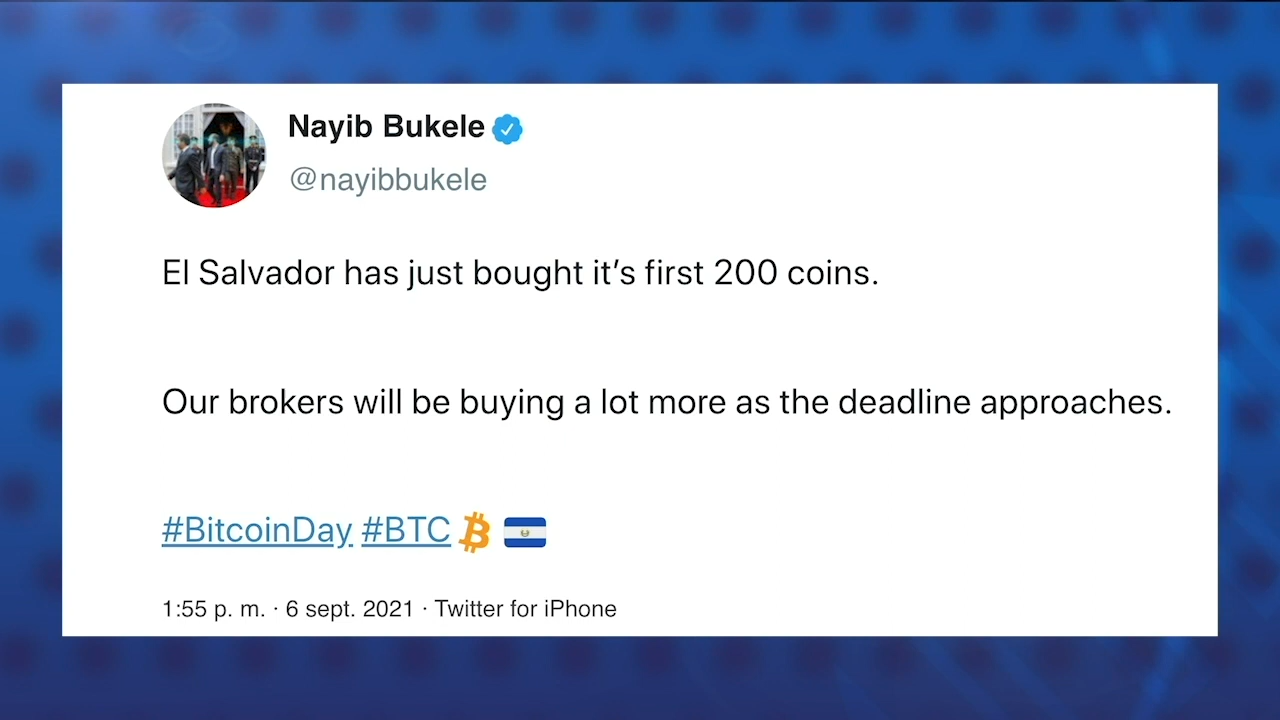 Nayib Bukele
@nayibbukele
El Salvador has just bought it’s first 200 coins.
Our brokers will be buying a lot more as the deadline approaches.
#BitcoinDay #BTC
1:55 p. m. · 6 sept. 2021 · Twitter for iPhone